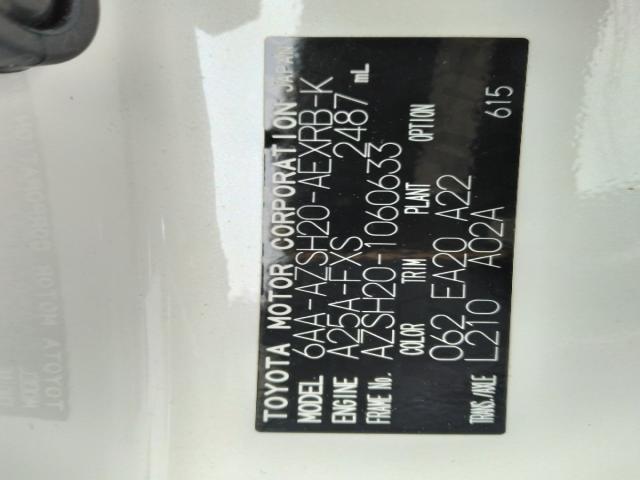 TOYOTA MOTOR CORPORATION JAPAN
MODEL 6AA-AZSH20-AEXRB-K
ENGINE A25A-FXS 2487 mL
FRAME No. AZSH20-1060633
COLOR TRIM PLANT OPTION
062 EA20 A22
TRANS./AXLE L210 A02A 615